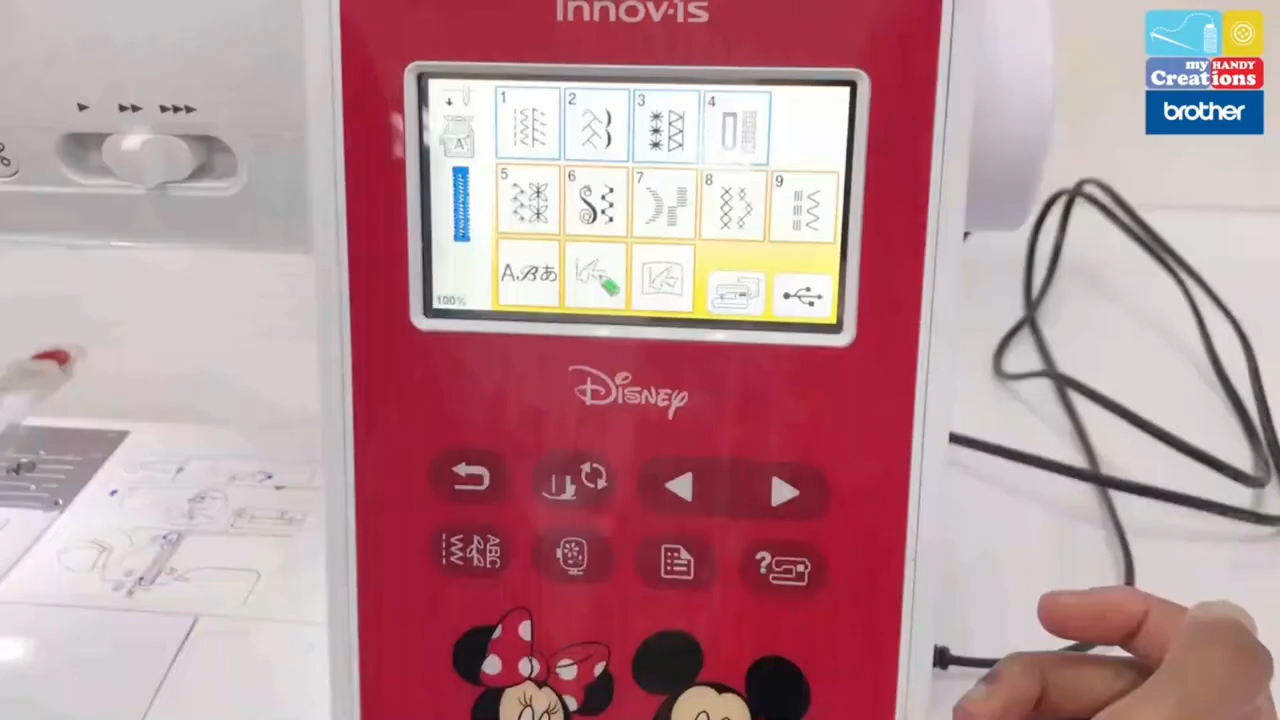 innov-is
my HANDY
Creations
brother
1 2 3 4
A
5 6 7 8 9
ABあ
100%
Disney
ABC
?